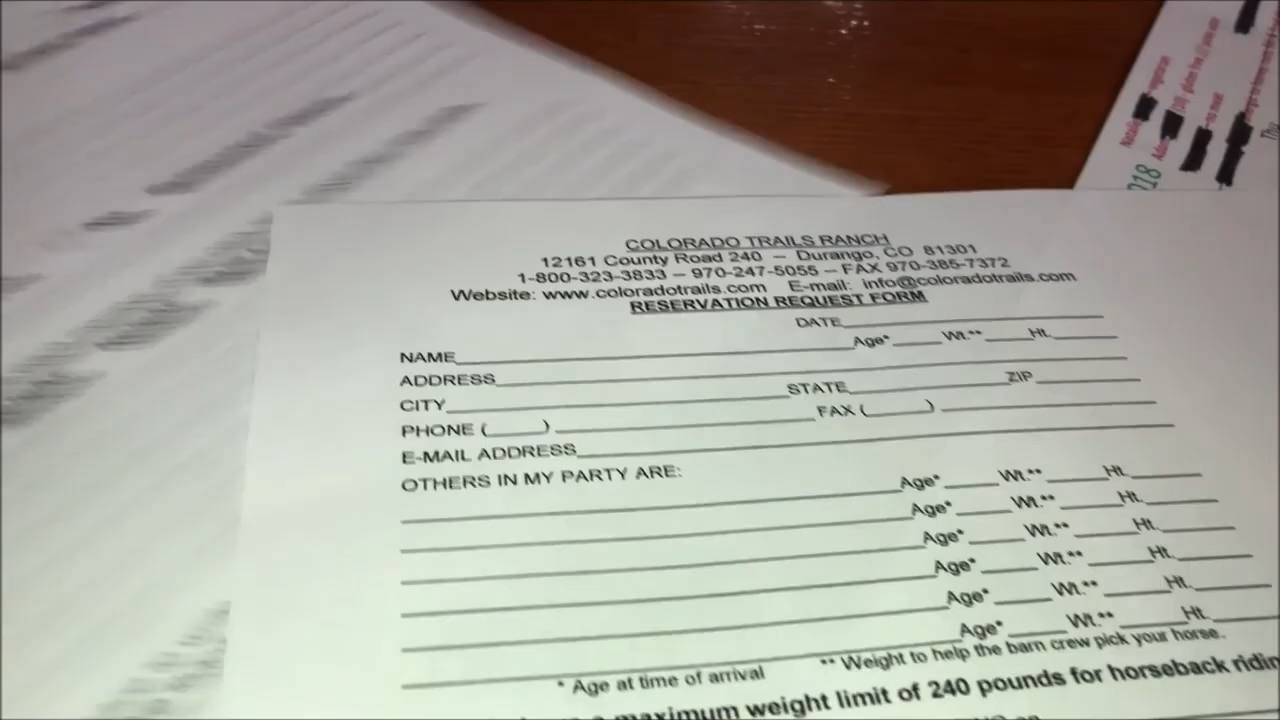 COLORADO TRAILS RANCH
12161 County Road 240 – Durango, CO 81301
1-800-323-3833 – 970-247-5055 – FAX 970-385-7372
Website: www.coloradotrails.com E-mail: info@coloradotrails.com
RESERVATION REQUEST FORM
DATE
NAME Age* Wt.** Ht.
ADDRESS
CITY STATE ZIP
PHONE ( ) FAX ( )
E-MAIL ADDRESS
OTHERS IN MY PARTY ARE:
Age* Wt.** Ht.
Age* Wt.** Ht.
Age* Wt.** Ht.
Age* Wt.** Ht.
Age* Wt.** Ht.
Age* Wt.** Ht.
* Age at time of arrival ** Weight to help the barn crew pick your horse.
a maximum weight limit of 240 pounds for horseback ridin
018